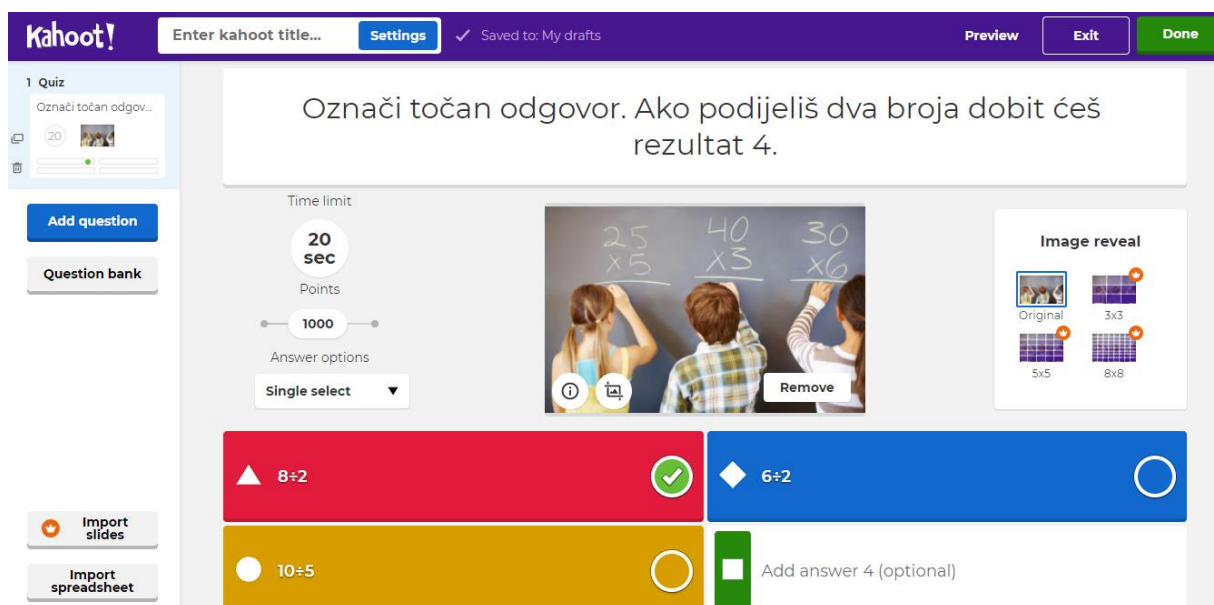 Kahoot!
Enter kahoot title...
Settings
Saved to: My drafts
Preview
Exit
Done
1 Quiz
Označi točan odgov...
20
Add question
Question bank
Import
slides
Import
spreadsheet
Označi točan odgovor. Ako podijeliš dva broja dobit ćeš
rezultat 4.
Time limit
20
sec
Points
1000
Answer options
Single select
25 40 30
x5 x3 x6
Remove
Image reveal
Original
3x3
5x5
8x8
8÷2
6÷2
10÷5
Add answer 4 (optional)